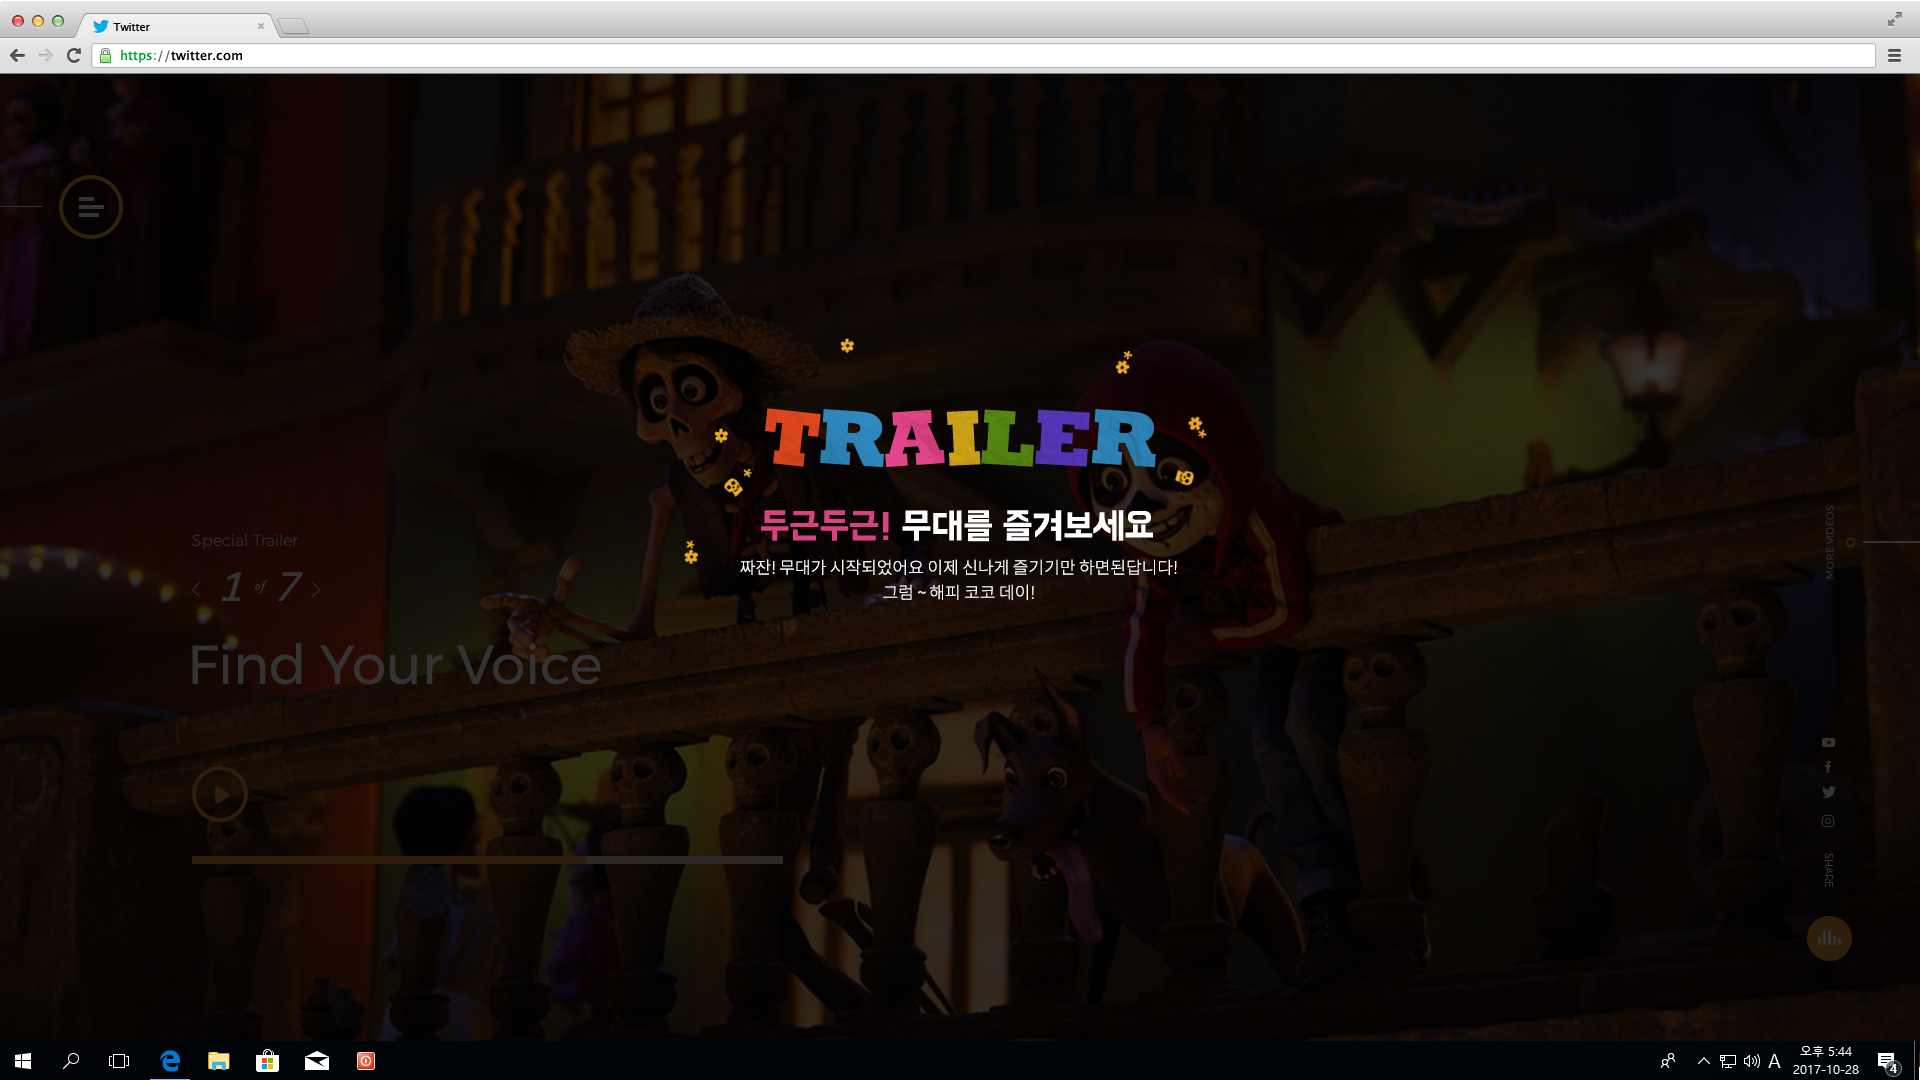 Twitter
https://twitter.com
TRAILER
두근두근! 무대를 즐겨보세요
짜잔! 무대가 시작되었어요 이제 신나게 즐기기만 하면된답니다!
그럼 ~ 해피 코코 데이!
Special Trailer
1 of 7
Find Your Voice
MORE VIDEOS
SHARE
A
오후 5:44
2017-10-28
4